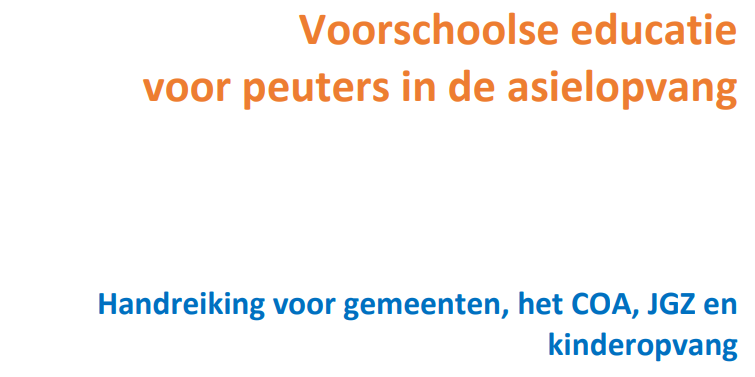 Voorschoolse educatie
voor peuters in de asielopvang
Handreiking voor gemeenten, het COA, JGZ en
kinderopvang